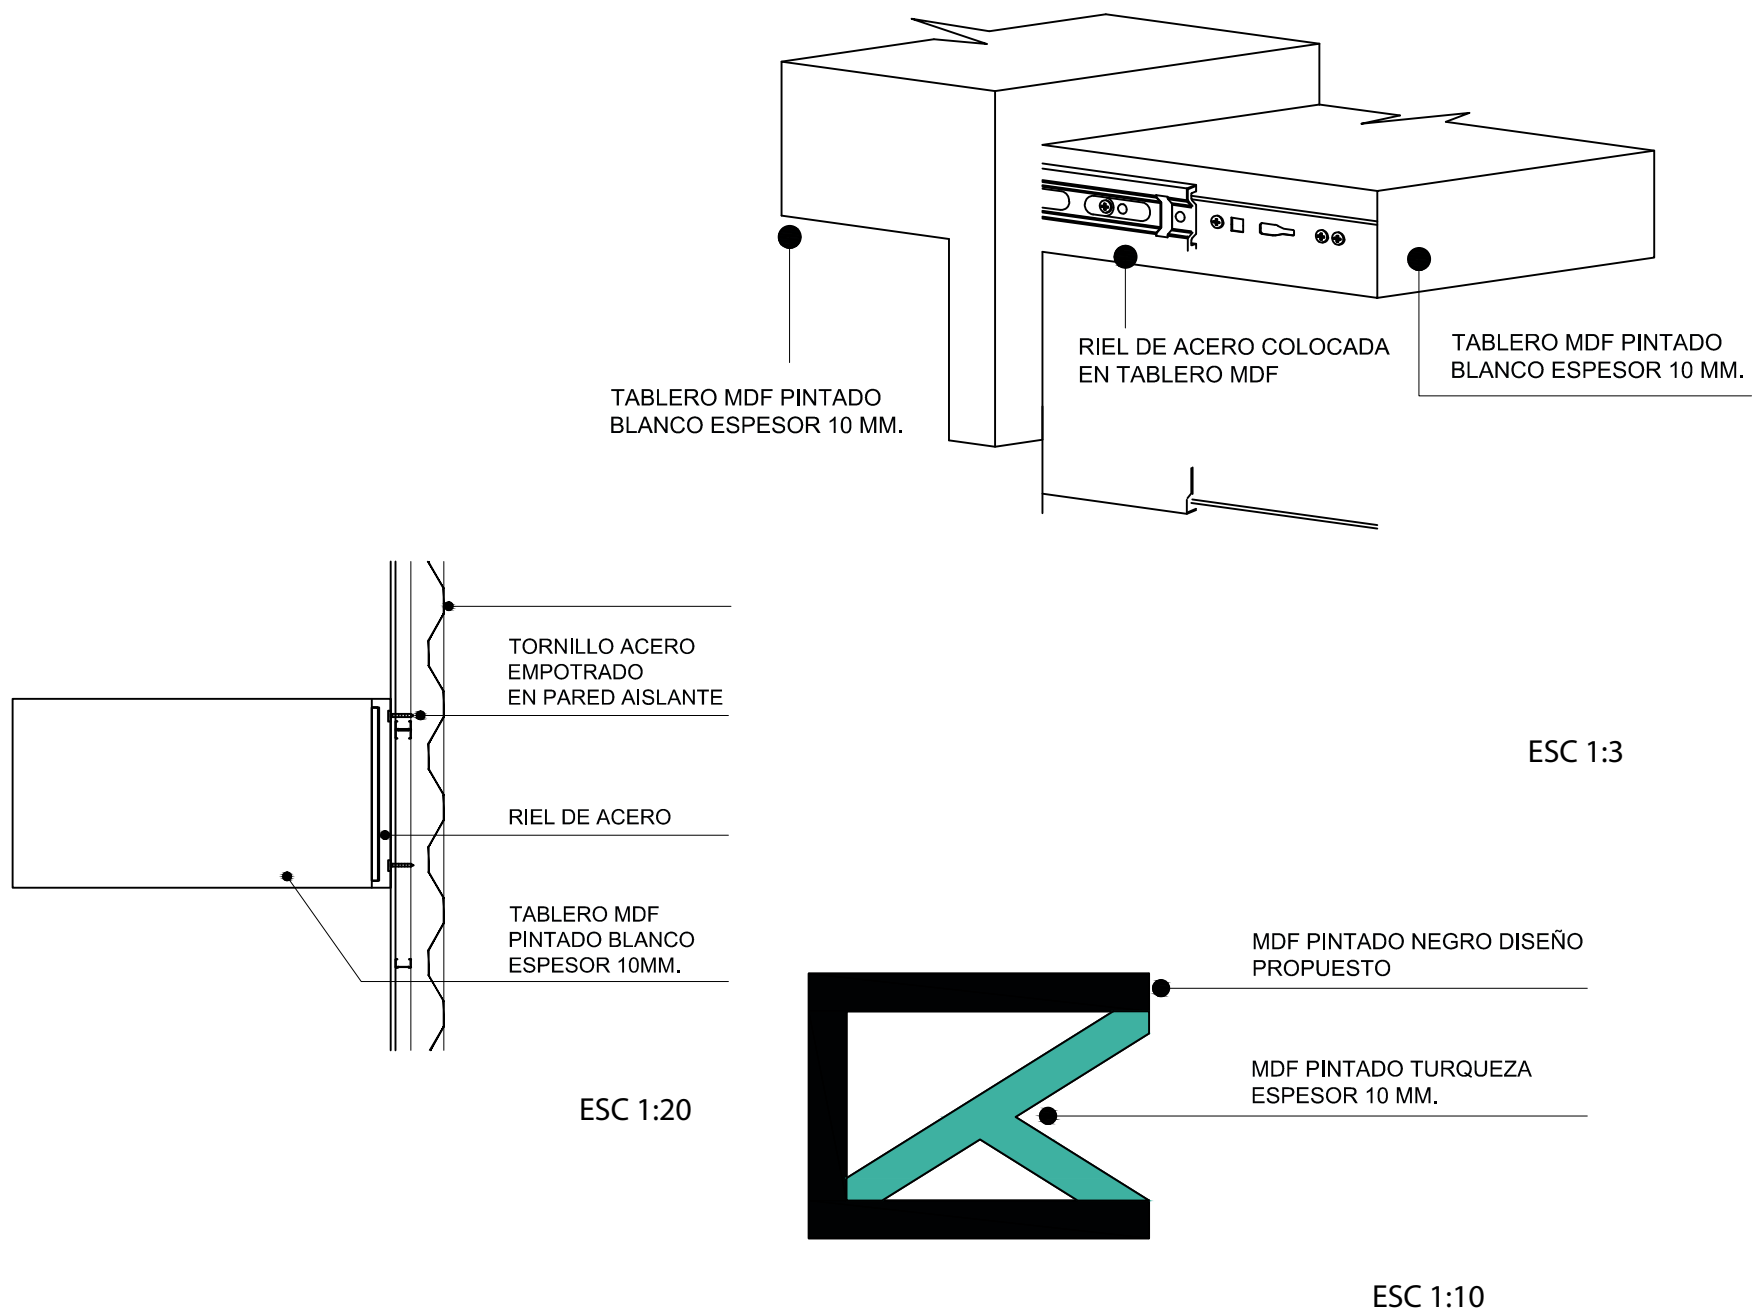 TABLERO MDF PINTADO
BLANCO ESPESOR 10 MM.
RIEL DE ACERO COLOCADA
EN TABLERO MDF
TABLERO MDF PINTADO
BLANCO ESPESOR 10 MM.
ESC 1:3
TORNILLO ACERO
EMPOTRADO
EN PARED AISLANTE
RIEL DE ACERO
TABLERO MDF
PINTADO BLANCO
ESPESOR 10MM.
ESC 1:20
MDF PINTADO NEGRO DISEÑO
PROPUESTO
MDF PINTADO TURQUEZA
ESPESOR 10 MM.
ESC 1:10